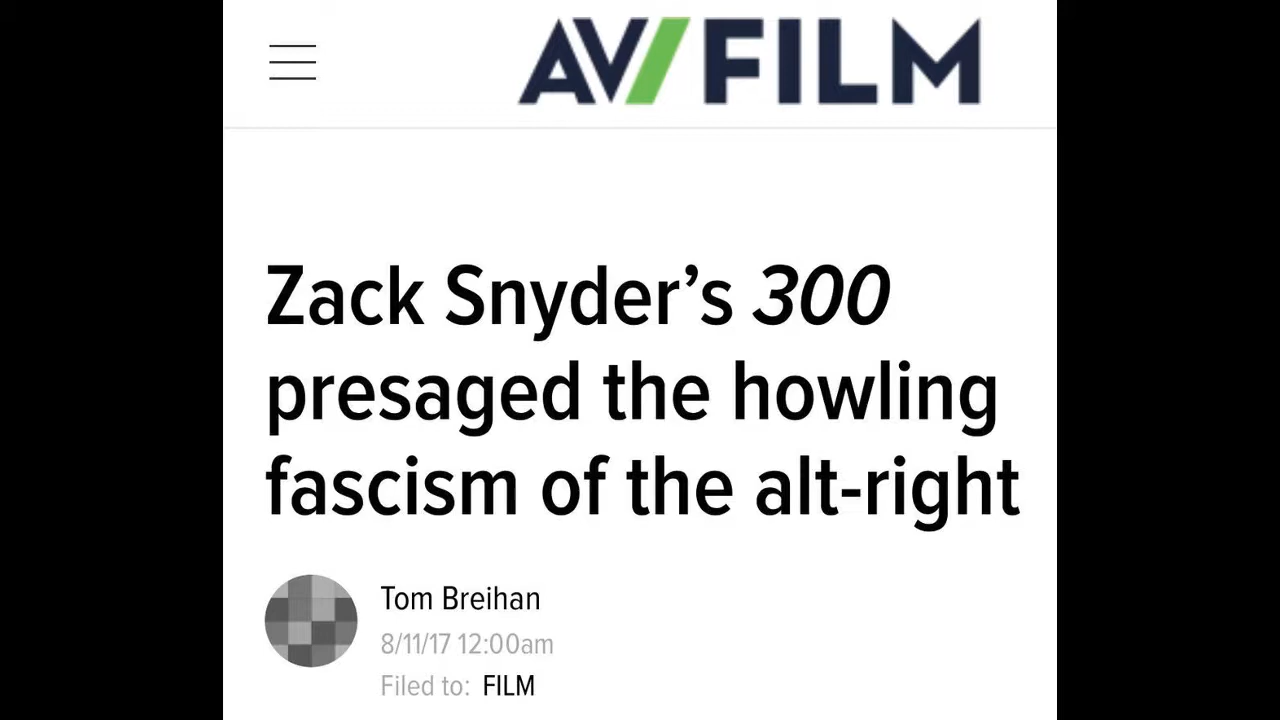 AV/FILM
Zack Snyder’s 300
presaged the howling
fascism of the alt-right
Tom Breihan
8/11/17 12:00am
Filed to: FILM